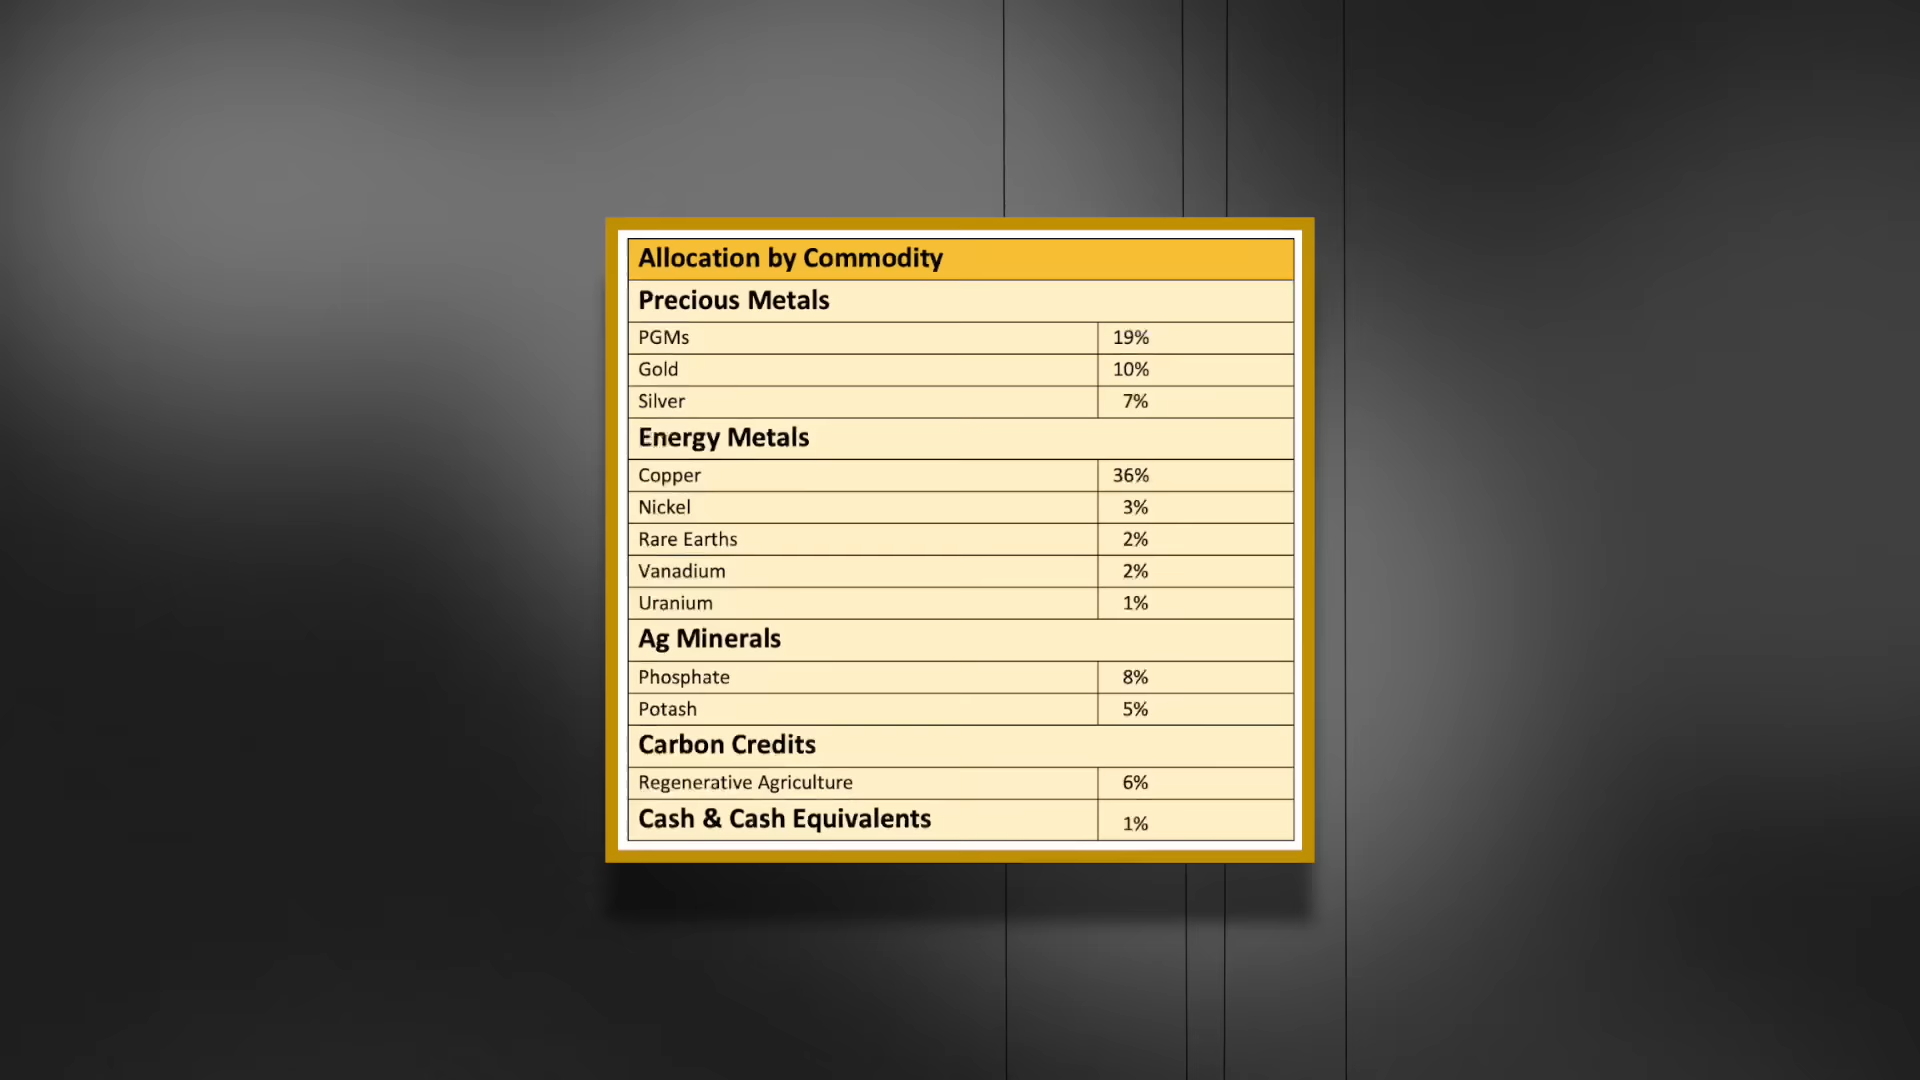 Allocation by Commodity
Precious Metals
PGMs 19%
Gold 10%
Silver 7%
Energy Metals
Copper 36%
Nickel 3%
Rare Earths 2%
Vanadium 2%
Uranium 1%
Ag Minerals
Phosphate 8%
Potash 5%
Carbon Credits
Regenerative Agriculture 6%
Cash & Cash Equivalents 1%